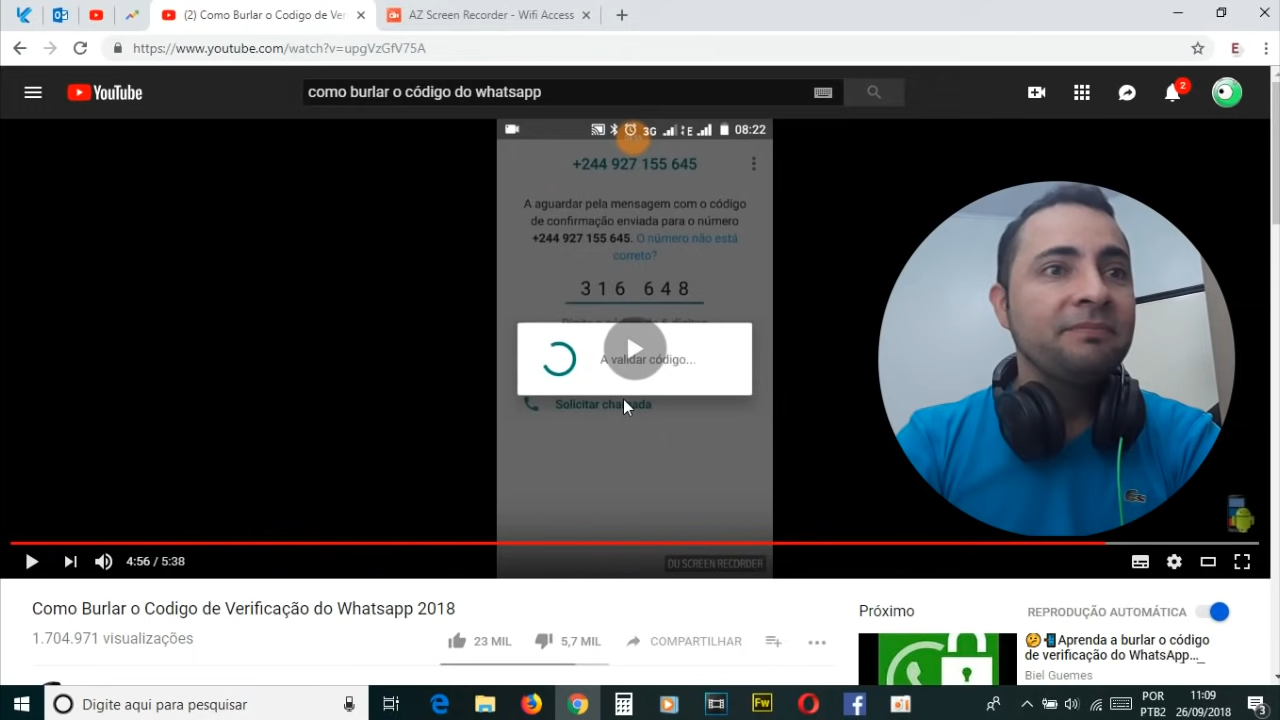 (2) Como Burlar o Codigo de Ver
AZ Screen Recorder - Wifi Access
https://www.youtube.com/watch?v=upgVzGfV75A
E
YouTube
como burlar o código do whatsapp
2
3G
E
08:22
+244 927 155 645
A aguardar pela mensagem com o código
de confirmação enviada para o número
+244 927 155 645. O número não está
correto?
316 648
A validar código...
Solicitar chamada
DU SCREEN RECORDER
4:56 / 5:38
Como Burlar o Codigo de Verificação do Whatsapp 2018
1.704.971 visualizações
23 MIL
5,7 MIL
COMPARTILHAR
Próximo
REPRODUÇÃO AUTOMÁTICA
Aprenda a burlar o código
de verificação do WhatsApp...
Biel Guemes
Digite aqui para pesquisar
Fw
POR
PTB2
11:09
26/09/2018
3